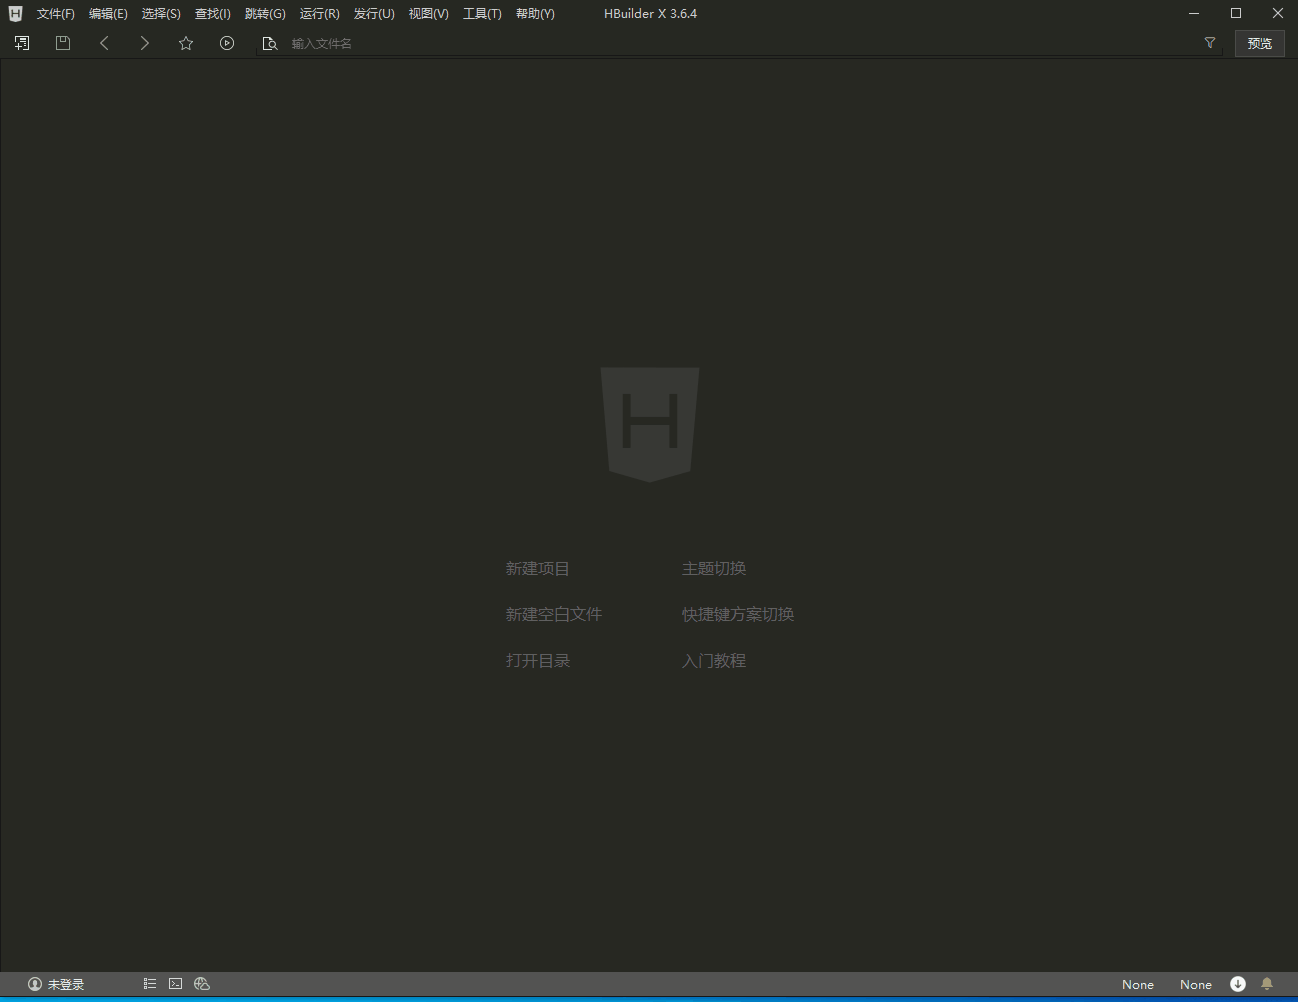 H 文件(F) 编辑(E) 选择(S) 查找(I) 跳转(G) 运行(R) 发行(U) 视图(V) 工具(T) 帮助(Y) HBuilder X 3.6.4
输入文件名 预览
H
新建项目 主题切换
新建空白文件 快捷键方案切换
打开目录 入门教程
未登录 None None